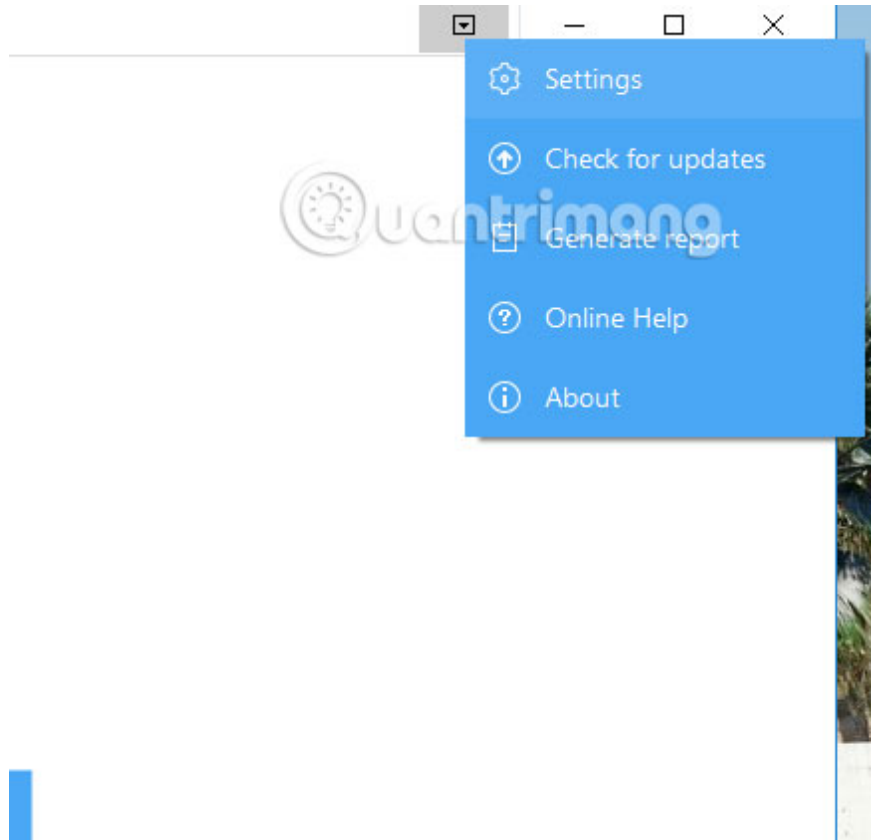 Settings
Check for updates
Quantrimang
Generate report
Online Help
About